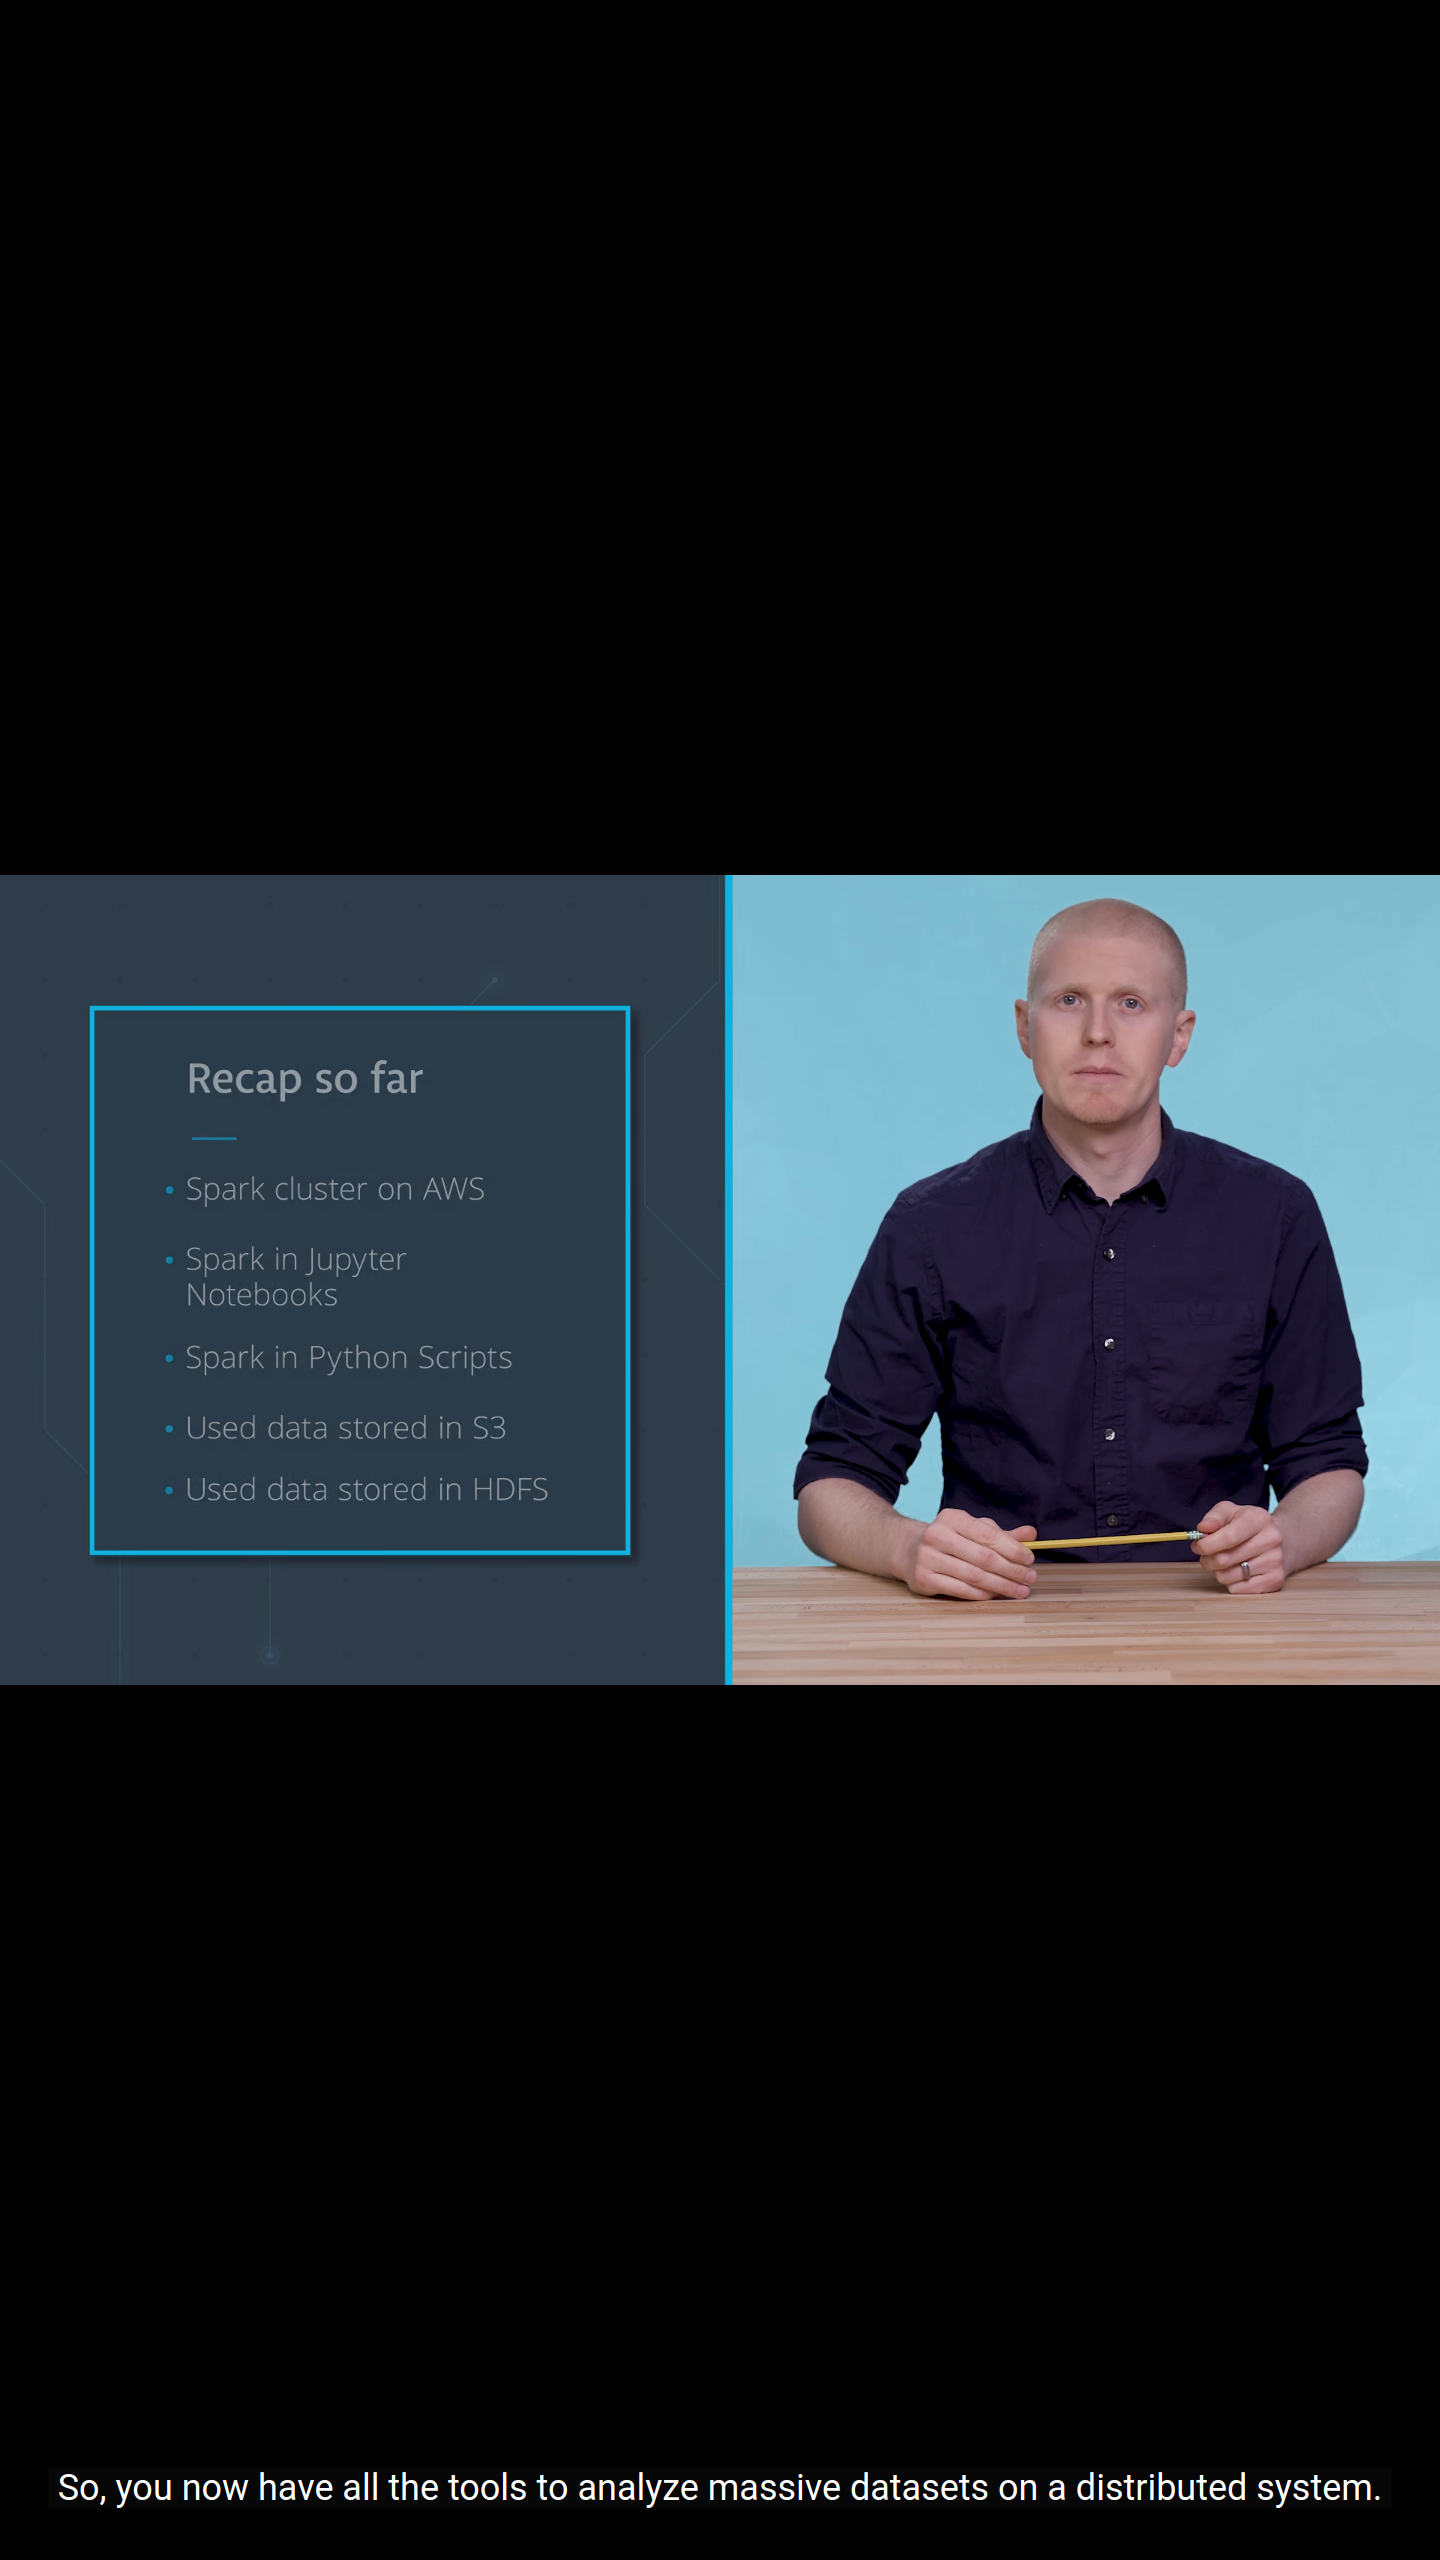 Recap so far
• Spark cluster on AWS
• Spark in Jupyter
Notebooks
• Spark in Python Scripts
• Used data stored in S3
• Used data stored in HDFS
So, you now have all the tools to analyze massive datasets on a distributed system.